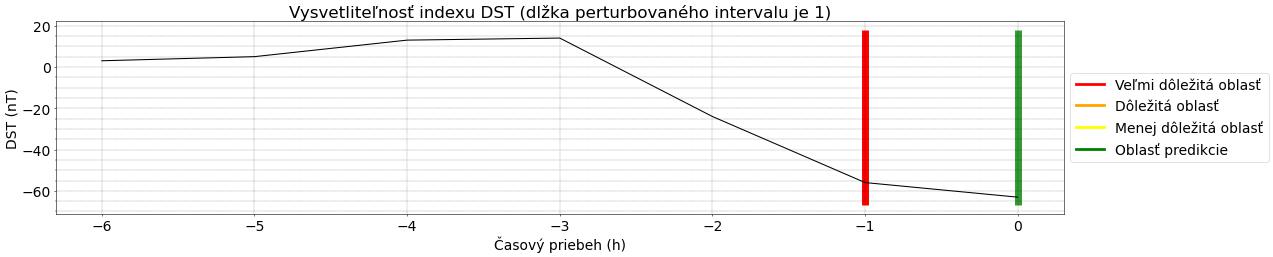 Vysvetliteľnosť indexu DST (dĺžka perturbovaného intervalu je 1)
20
0
−20
−40
−60
DST (nT)
−6 −5 −4 −3 −2 −1 0
Časový priebeh (h)
Veľmi dôležitá oblasť
Dôležitá oblasť
Menej dôležitá oblasť
Oblasť predikcie